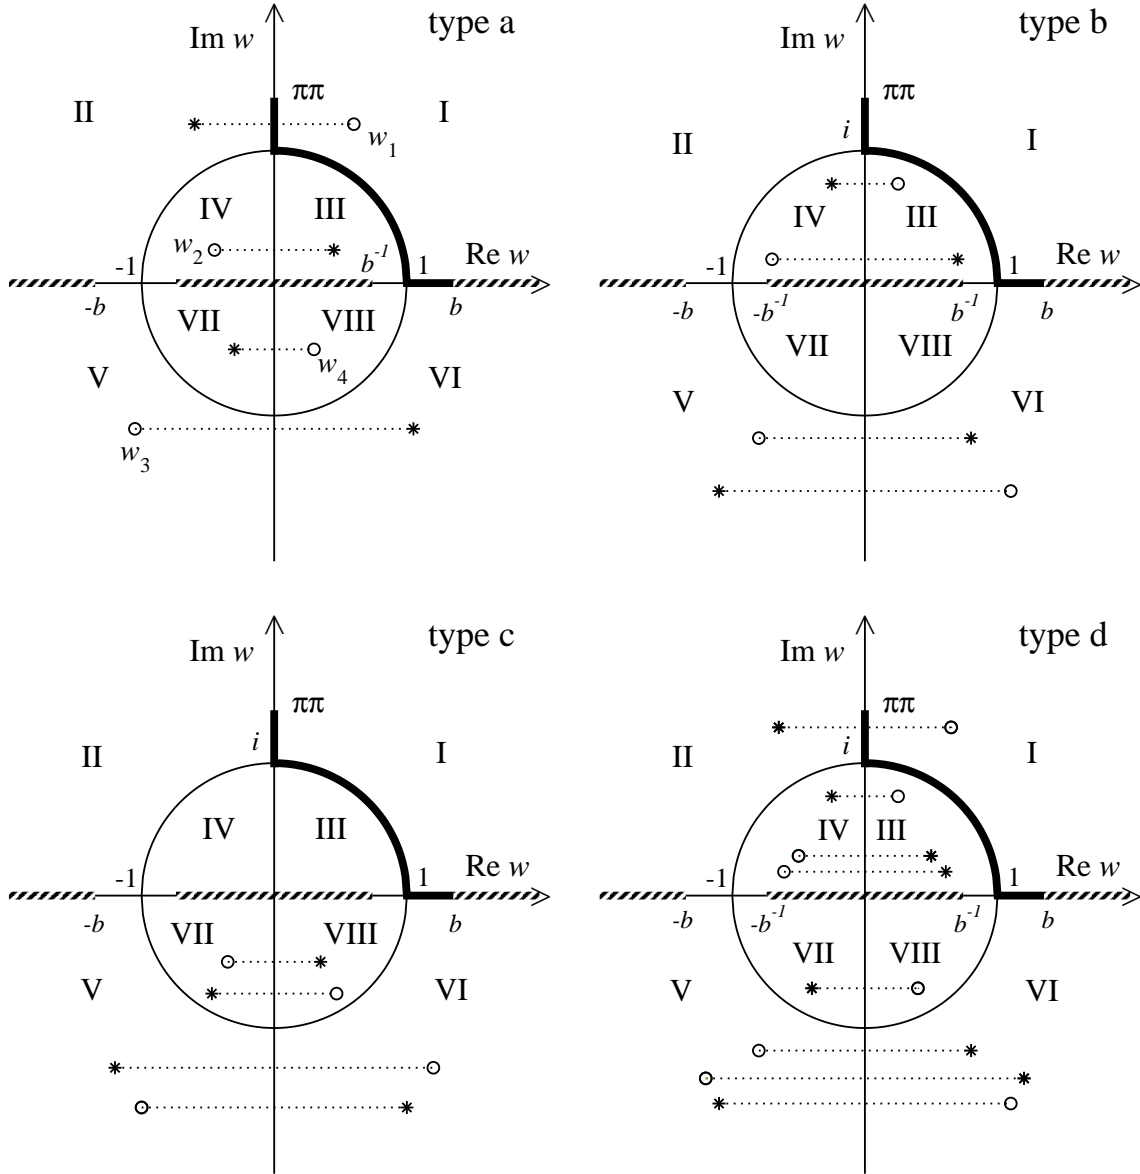 type a
Im w
ππ
II
I
w1
IV
III
w2
b-1
-1
1
Re w
-b
b
VII
VIII
w4
V
VI
w3
type b
Im w
ππ
i
II
I
IV
III
-1
1
Re w
-b
-b-1
b-1
b
VII
VIII
V
VI
type c
Im w
ππ
i
II
I
IV
III
-1
1
Re w
-b
b
VII
VIII
V
VI
type d
Im w
ππ
i
II
I
IV
III
-1
1
Re w
-b
-b-1
b-1
b
VII
VIII
V
VI